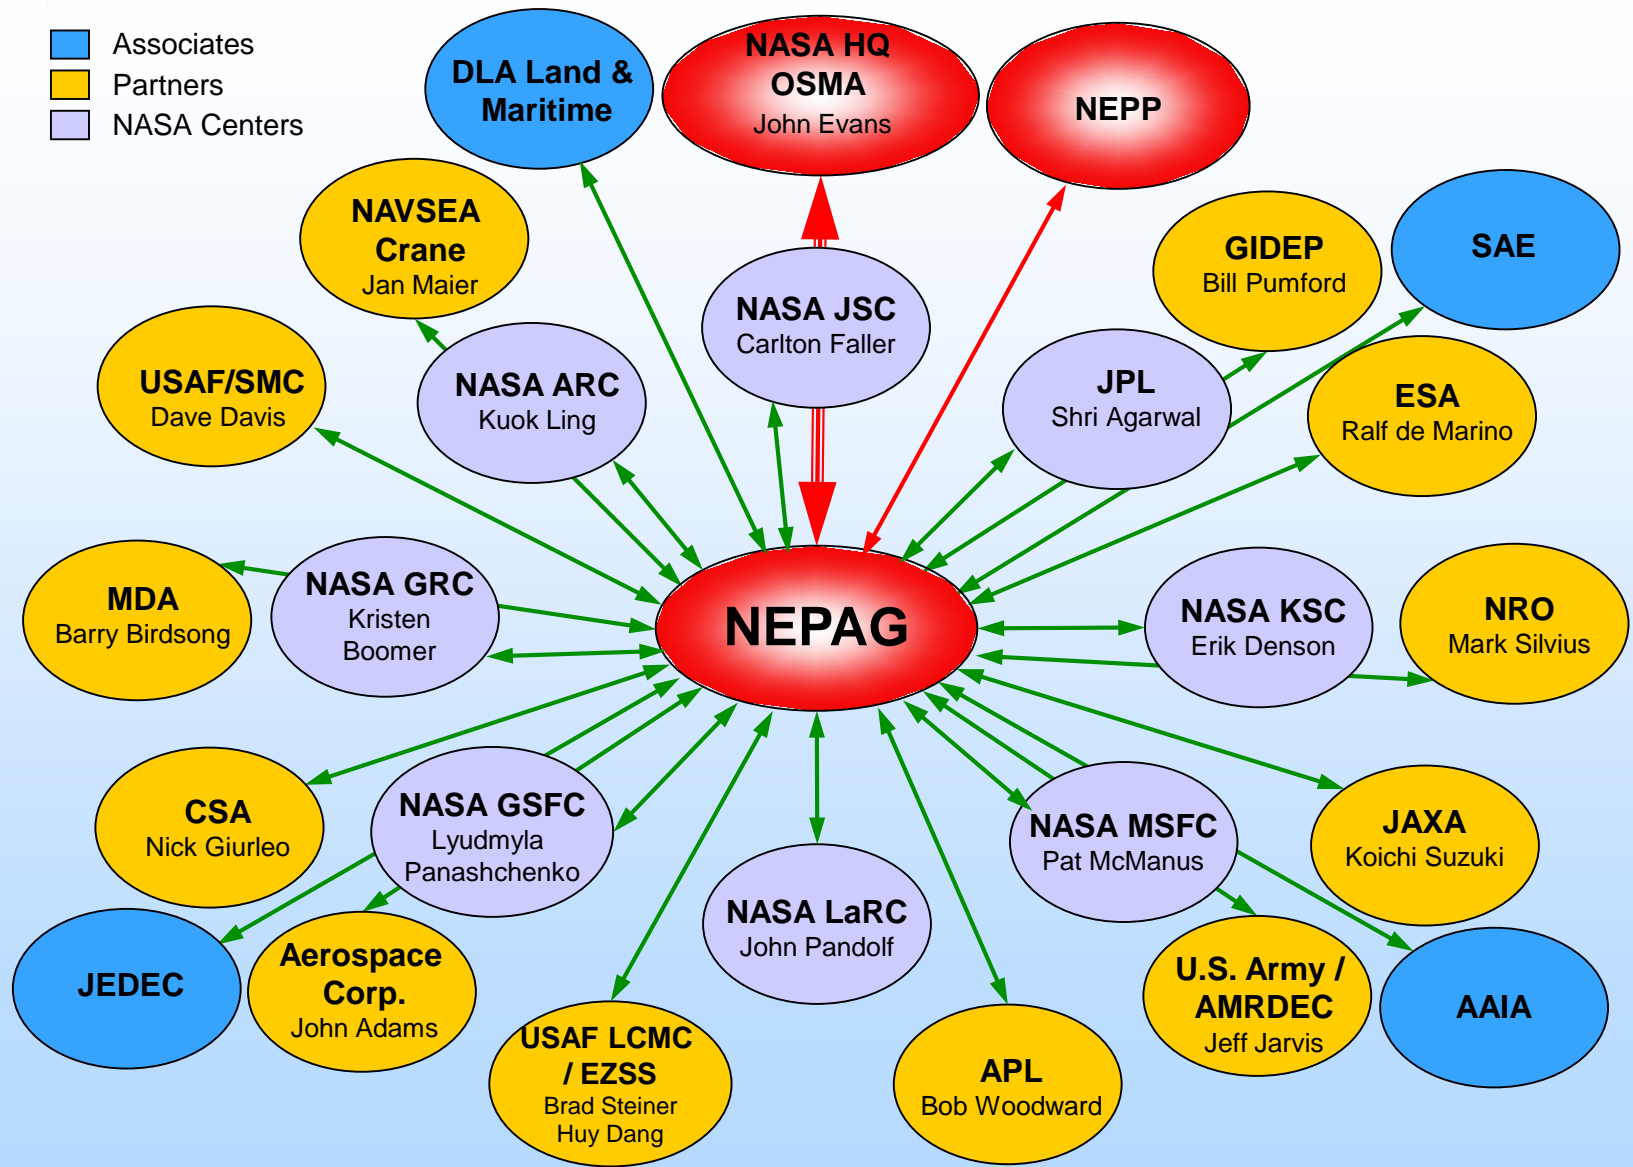 Associates
Partners
NASA Centers
DLA Land &
Maritime
NASA HQ
OSMA
John Evans
NEPP
NAVSEA
Crane
Jan Maier
GIDEP
Bill Pumford
SAE
NASA JSC
Carlton Faller
USAF/SMC
Dave Davis
NASA ARC
Kuok Ling
JPL
Shri Agarwal
ESA
Ralf de Marino
MDA
Barry Birdsong
NASA GRC
Kristen
Boomer
NEPAG
NASA KSC
Erik Denson
NRO
Mark Silvius
CSA
Nick Giurleo
NASA GSFC
Lyudmyla
Panashchenko
NASA MSFC
Pat McManus
JAXA
Koichi Suzuki
JEDEC
Aerospace
Corp.
John Adams
NASA LaRC
John Pandolf
U.S. Army /
AMRDEC
Jeff Jarvis
AAIA
USAF LCMC
/ EZSS
Brad Steiner
Huy Dang
APL
Bob Woodward